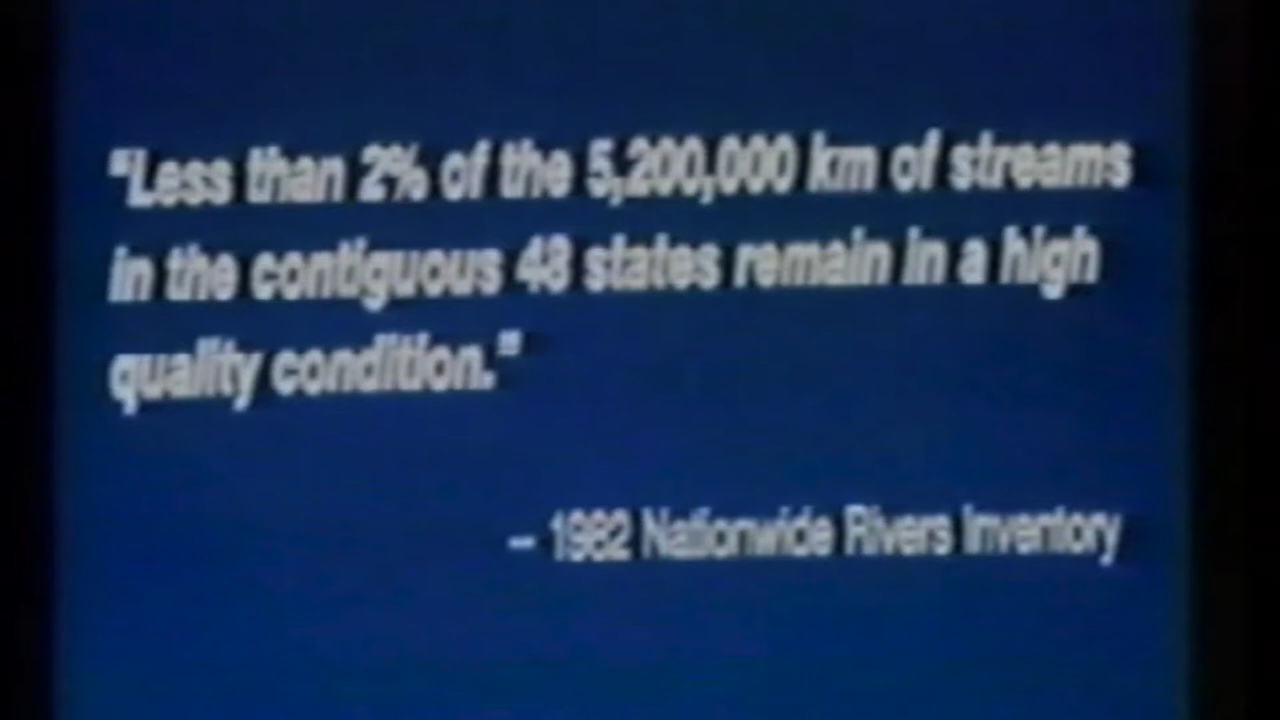 "Less than 2% of the 5,200,000 km of streams
in the contiguous 48 states remain in a high
quality condition."
– 1982 Nationwide Rivers Inventory